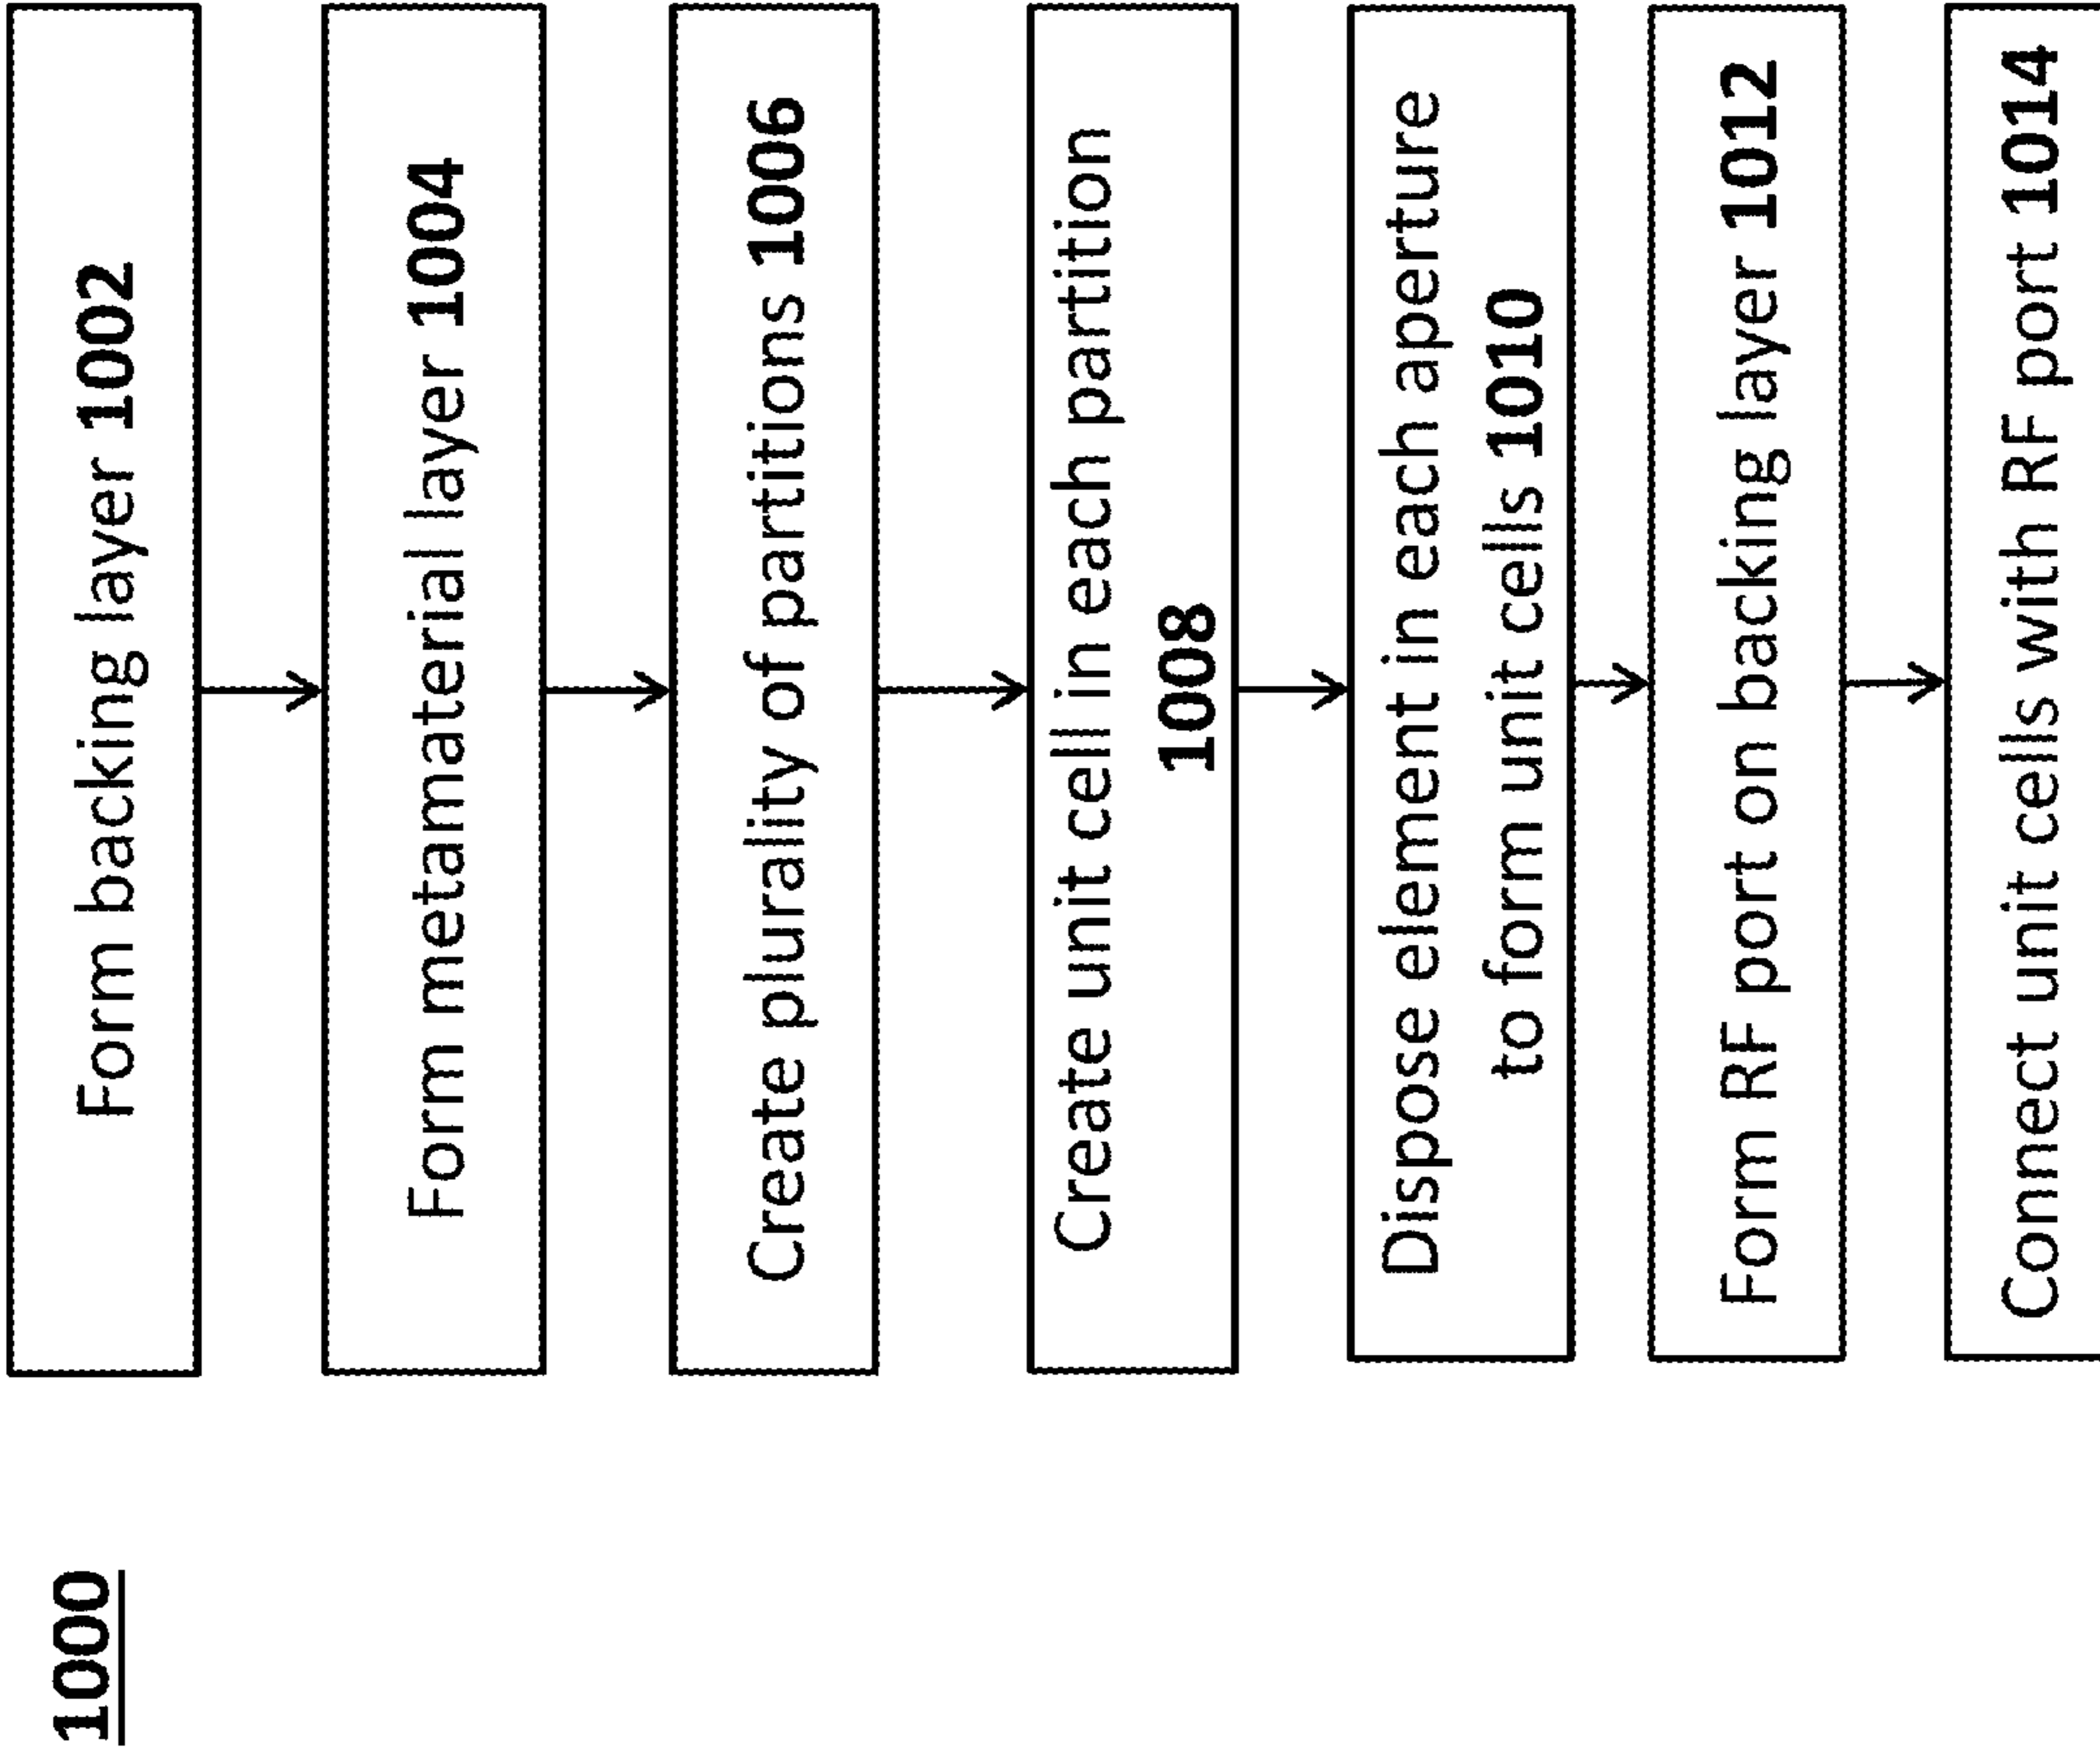 1000
Form backing layer 1002
Form metamaterial layer 1004
Create plurality of partitions 1006
Create unit cell in each partition
1008
Dispose element in each aperture
to form unit cells 1010
Form RF port on backing layer 1012
Connect unit cells with RF port 1014